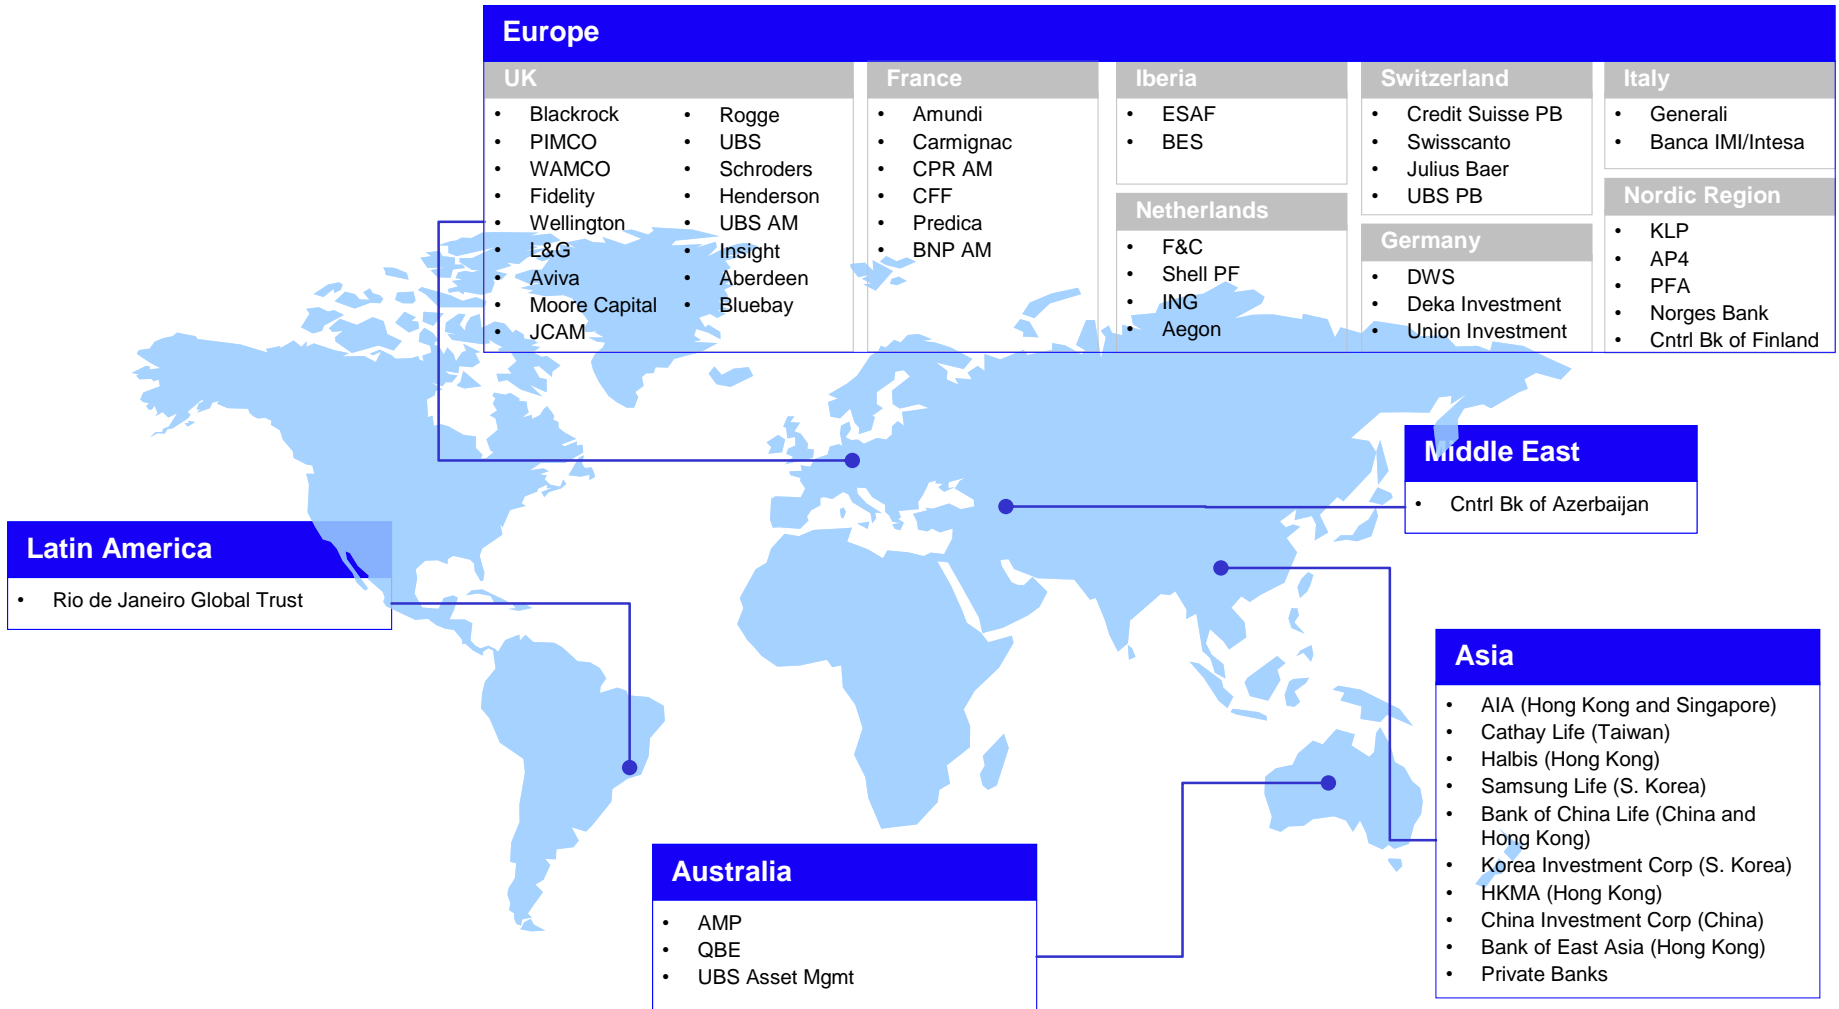 Europe
UK
• Blackrock
• PIMCO
• WAMCO
• Fidelity
• Wellington
• L&G
• Aviva
• Moore Capital
• JCAM
• Rogge
• UBS
• Schroders
• Henderson
• UBS AM
• Insight
• Aberdeen
• Bluebay
France
• Amundi
• Carmignac
• CPR AM
• CFF
• Predica
• BNP AM
Iberia
• ESAF
• BES
Netherlands
• F&C
• Shell PF
• ING
• Aegon
Switzerland
• Credit Suisse PB
• Swisscanto
• Julius Baer
• UBS PB
Germany
• DWS
• Deka Investment
• Union Investment
Italy
• Generali
• Banca IMI/Intesa
Nordic Region
• KLP
• AP4
• PFA
• Norges Bank
• Cntrl Bk of Finland
Middle East
• Cntrl Bk of Azerbaijan
Latin America
• Rio de Janeiro Global Trust
Asia
• AIA (Hong Kong and Singapore)
• Cathay Life (Taiwan)
• Halbis (Hong Kong)
• Samsung Life (S. Korea)
• Bank of China Life (China and
Hong Kong)
• Korea Investment Corp (S. Korea)
• HKMA (Hong Kong)
• China Investment Corp (China)
• Bank of East Asia (Hong Kong)
• Private Banks
Australia
• AMP
• QBE
• UBS Asset Mgmt